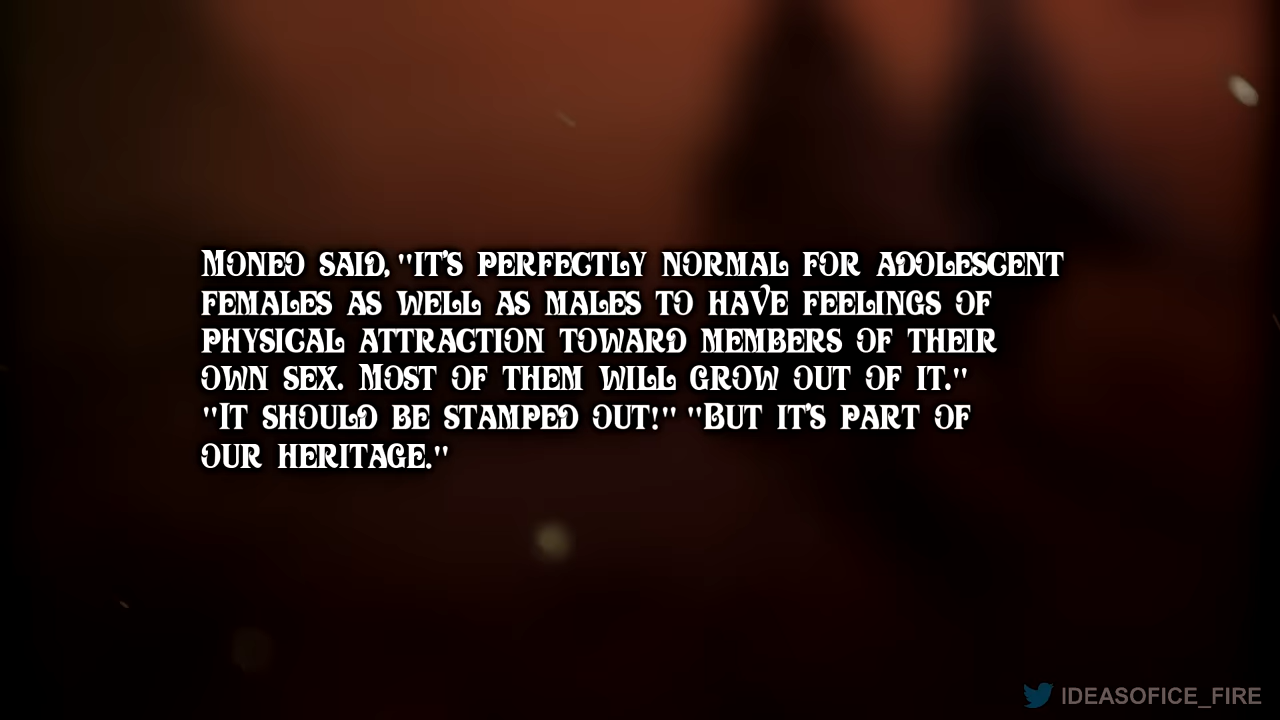 Moneo said, "It's perfectly normal for adolescent
females as well as males to have feelings of
physical attraction toward members of their
own sex. Most of them will grow out of it."
"It should be stamped out!" "But it's part of
our heritage."
IDEASOFICE_FIRE